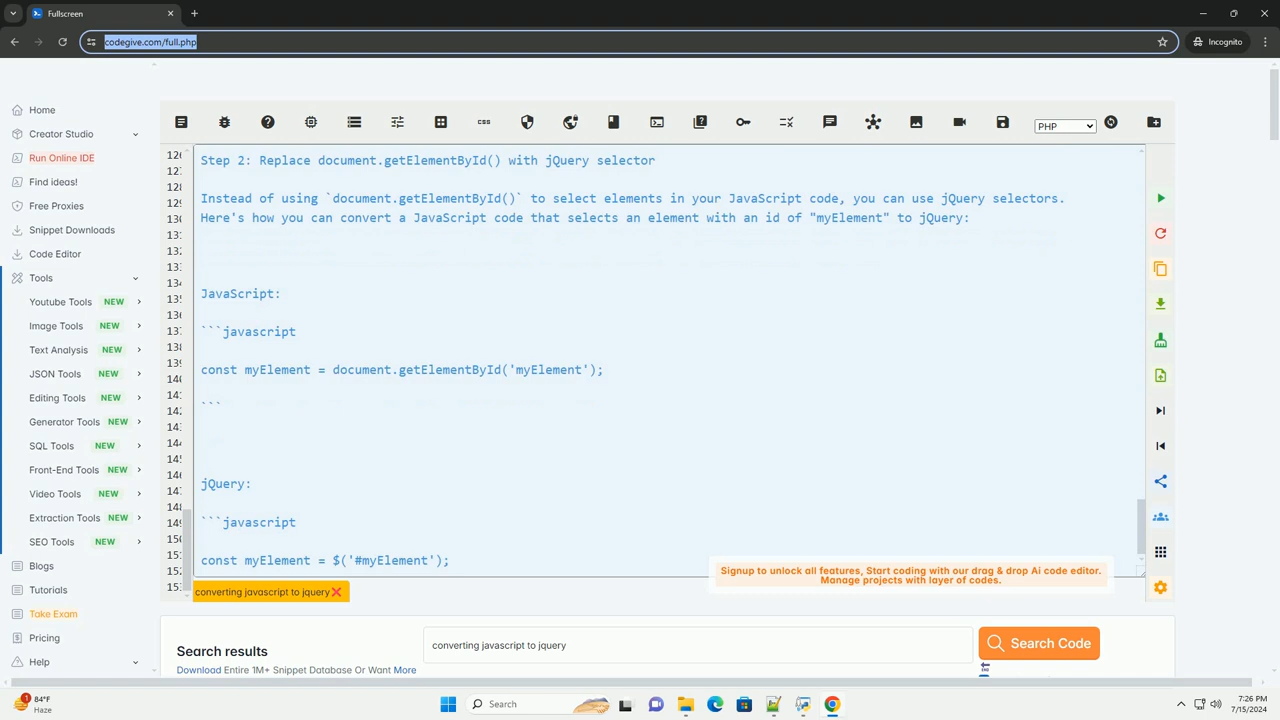 Fullscreen
codegive.com/full.php
Incognito
Home
Creator Studio
Run Online IDE
Find ideas!
Free Proxies
Snippet Downloads
Code Editor
Tools
Youtube Tools NEW
Image Tools NEW
Text Analysis NEW
JSON Tools NEW
Editing Tools NEW
Generator Tools NEW
SQL Tools NEW
Front-End Tools NEW
Video Tools NEW
Extraction Tools NEW
SEO Tools NEW
Blogs
Tutorials
Take Exam
Pricing
Help
css
PHP
Step 2: Replace document.getElementById() with jQuery selector
Instead of using `document.getElementById()` to select elements in your JavaScript code, you can use jQuery selectors.
Here's how you can convert a JavaScript code that selects an element with an id of "myElement" to jQuery:
JavaScript:
```javascript
const myElement = document.getElementById('myElement');
```
jQuery:
```javascript
const myElement = $('#myElement');
Signup to unlock all features, Start coding with our drag & drop Ai code editor.
Manage projects with layer of codes.
converting javascript to jquery
Search results
converting javascript to jquery
Search Code
Download Entire 1M+ Snippet Database Or Want More
84°F
Haze
Search
7:26 PM
7/15/2024